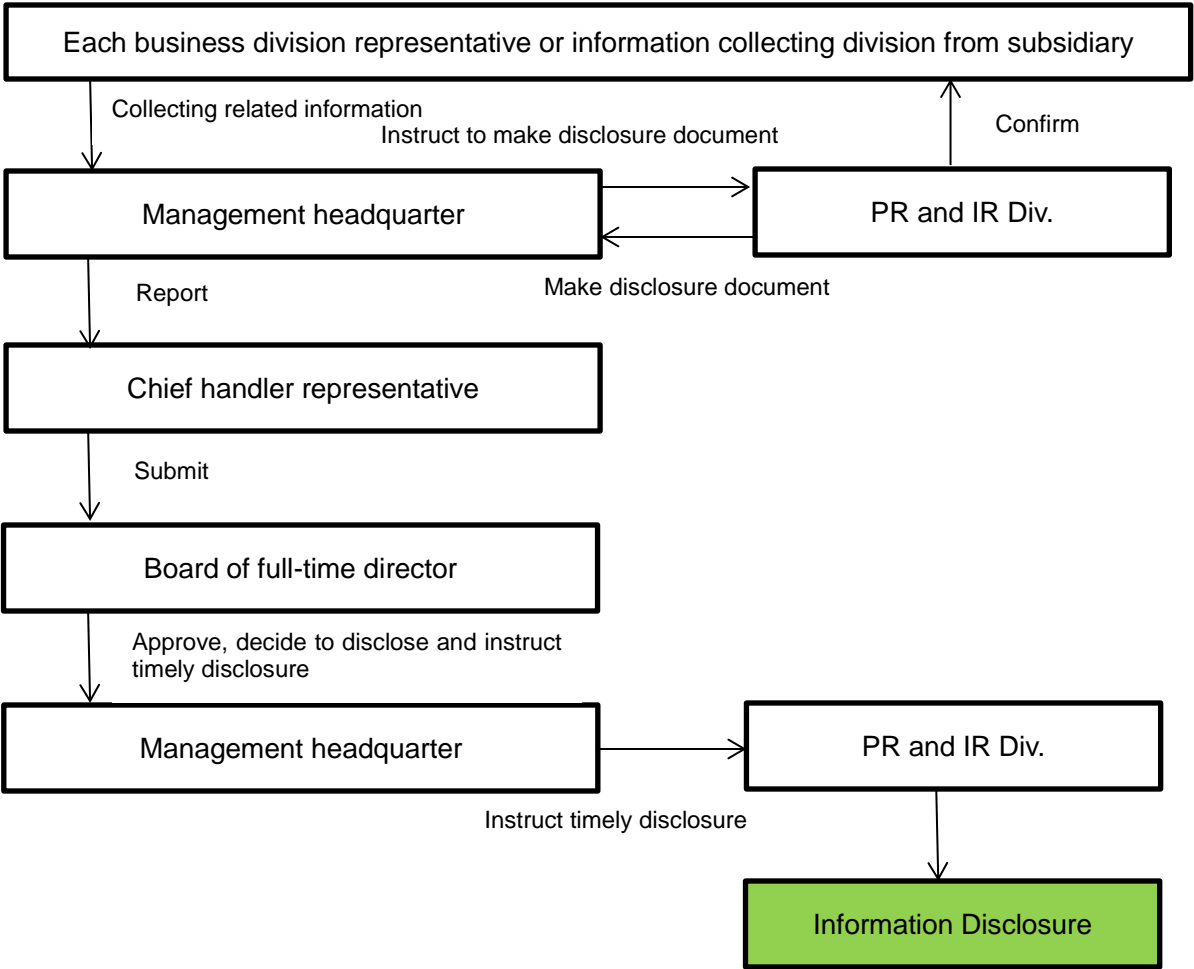 Each business division representative or information collecting division from subsidiary
Collecting related information
Instruct to make disclosure document
Confirm
Management headquarter
PR and IR Div.
Report
Make disclosure document
Chief handler representative
Submit
Board of full-time director
Approve, decide to disclose and instruct
timely disclosure
Management headquarter
PR and IR Div.
Instruct timely disclosure
Information Disclosure